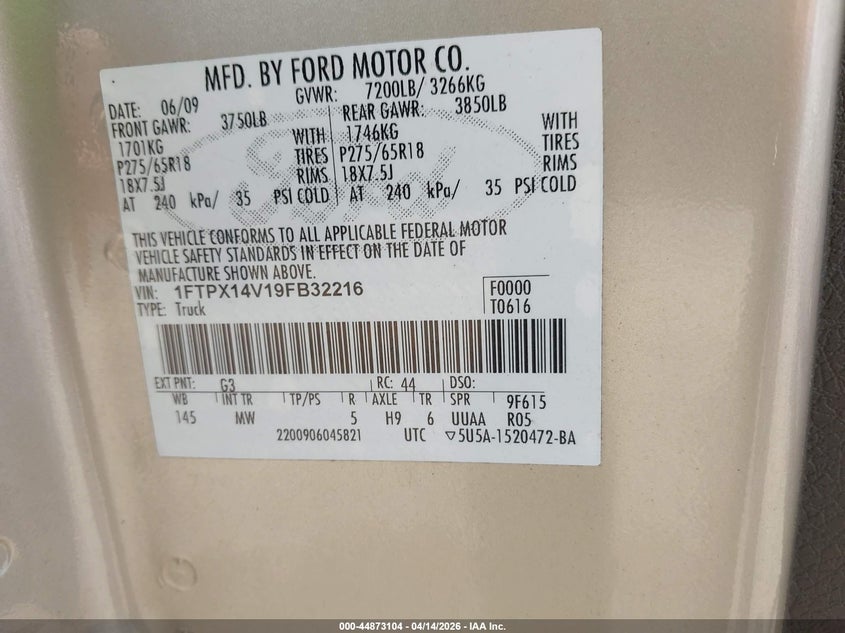 MFD. BY FORD MOTOR CO.
DATE: 06/09 GVWR: 7200LB/ 3266KG
FRONT GAWR: 3750LB REAR GAWR: 3850LB
1701KG WITH 1746KG WITH
P275/65R18 TIRES P275/65R18 TIRES
18X7.5J RIMS 18X7.5J RIMS
AT 240 kPa/ 35 PSI COLD AT 240 kPa/ 35 PSI COLD
Ford
THIS VEHICLE CONFORMS TO ALL APPLICABLE FEDERAL MOTOR
VEHICLE SAFETY STANDARDS IN EFFECT ON THE DATE OF
MANUFACTURE SHOWN ABOVE.
VIN: 1FTPX14V19FB32216 F0000
TYPE: Truck T0616
EXT PNT: G3 RC: 44 DSO:
WB INT TR TP/PS R AXLE TR SPR 9F615
145 MW 5 H9 6 UUAA R05
2200906045821 UTC ▽5U5A-1520472-BA
000-44873104 - 04/14/2026 - IAA Inc.